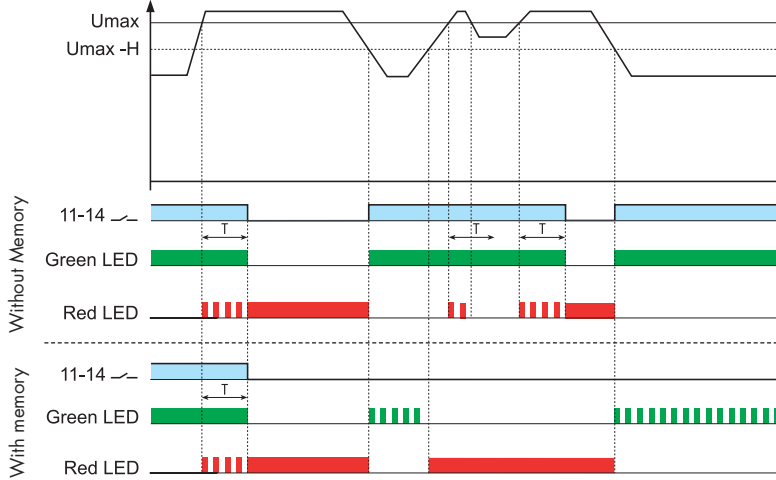 Umax
Umax -H
Without Memory
11-14
T
T
T
Green LED
Red LED
With memory
11-14
T
Green LED
Red LED